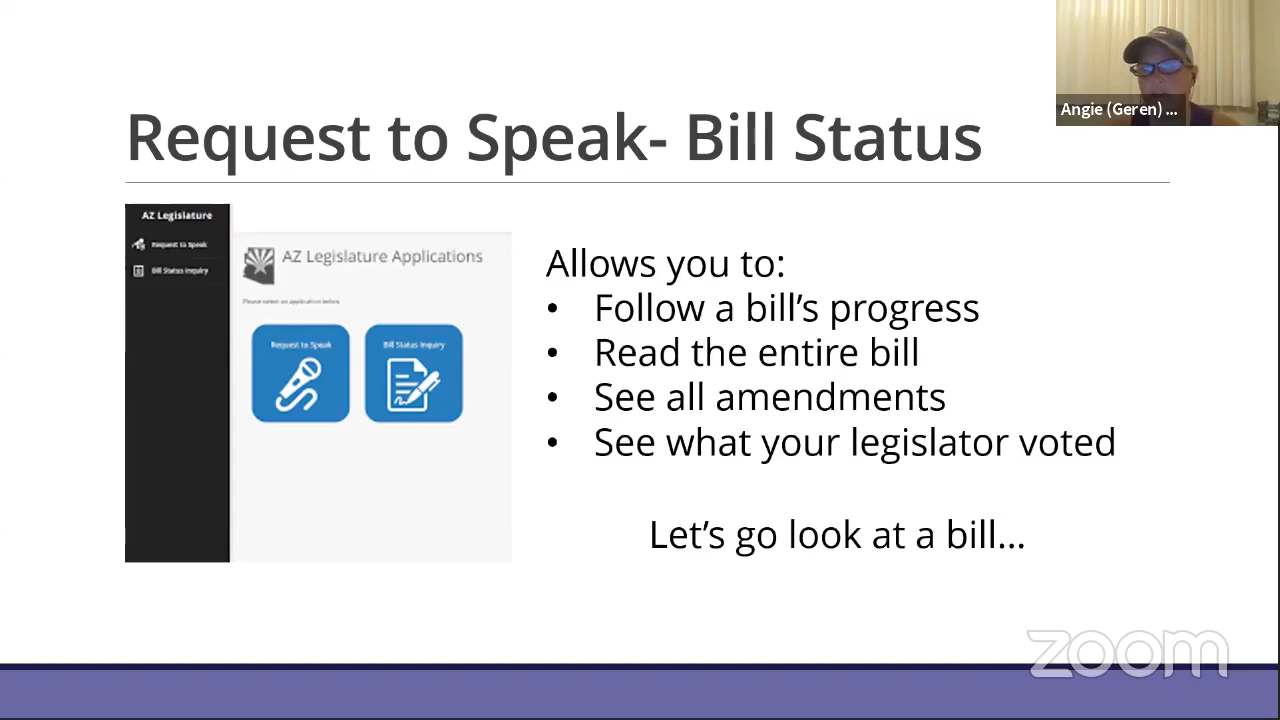 Angie (Geren) ...
Request to Speak- Bill Status
AZ Legislature
Request to Speak
Bill Status Inquiry
AZ Legislature Applications
Please select an application below
Request to Speak
Bill Status Inquiry
Allows you to:
• Follow a bill’s progress
• Read the entire bill
• See all amendments
• See what your legislator voted
Let’s go look at a bill...
zoom